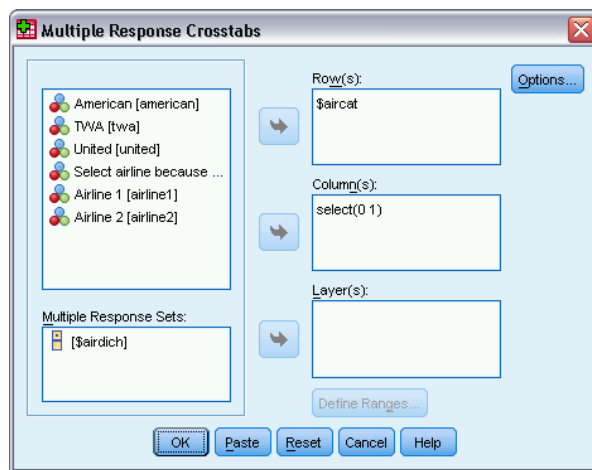 Multiple Response Crosstabs
American [american]
TWA [twa]
United [united]
Select airline because ...
Airline 1 [airline1]
Airline 2 [airline2]
Multiple Response Sets:
[$airdich]
Row(s):
$aircat
Options...
Column(s):
select(0 1)
Layer(s):
Define Ranges...
OK
Paste
Reset
Cancel
Help